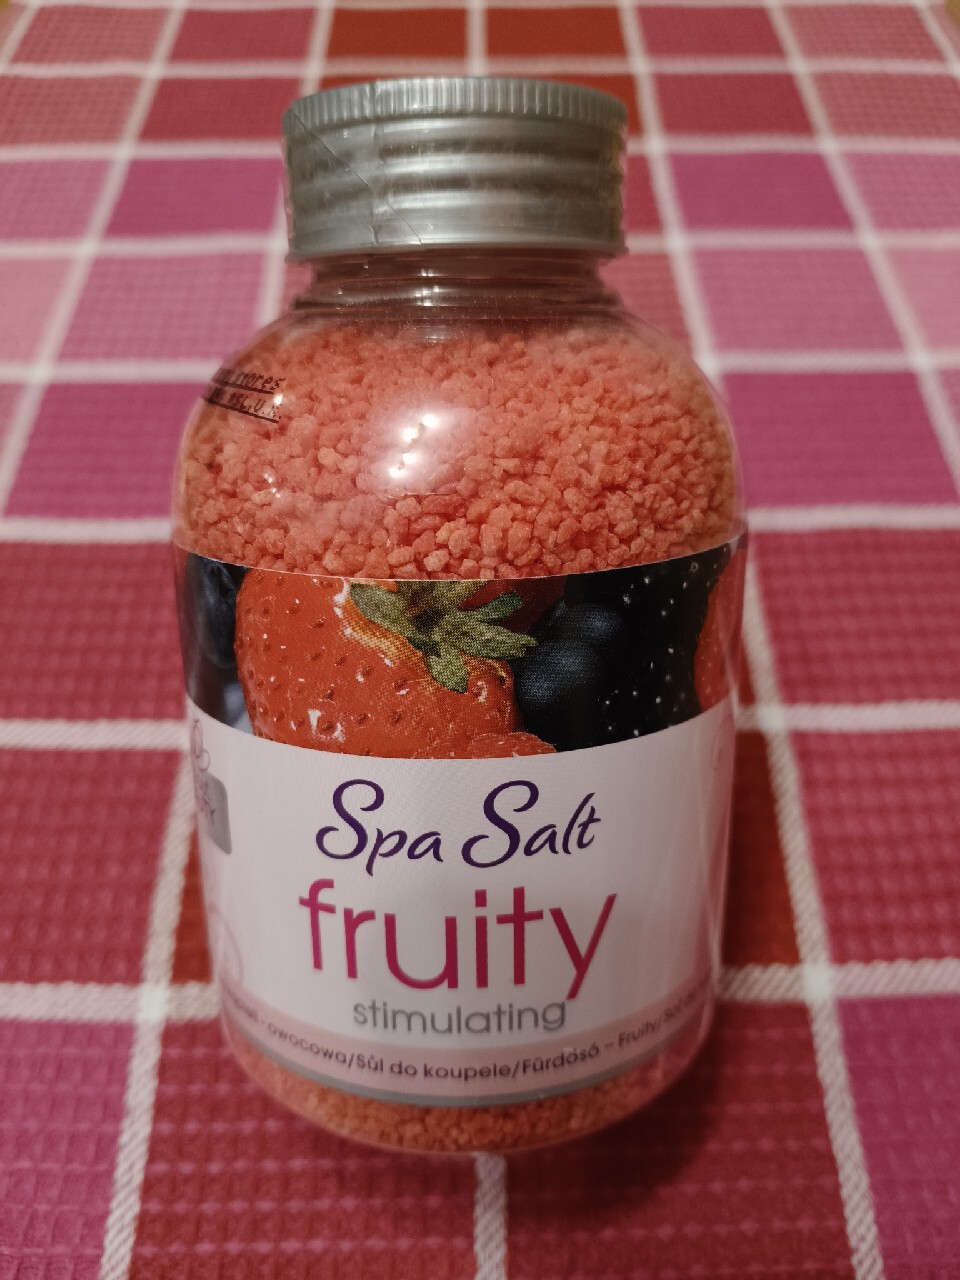 Spa Salt
fruity
stimulating
owocowa/Sůl do koupele/Fürdősó - Fruity/